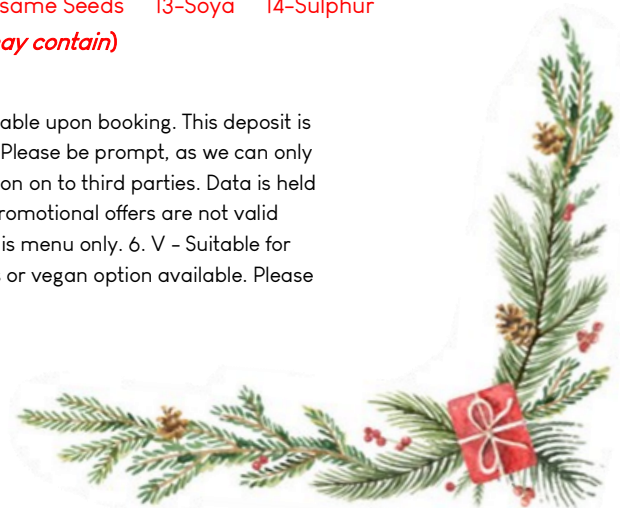 same Seeds 13-Soya 14-Sulphur
ay contain)
able upon booking. This deposit is
Please be prompt, as we can only
on on to third parties. Data is held
romotional offers are not valid
is menu only. 6. V - Suitable for
or vegan option available. Please